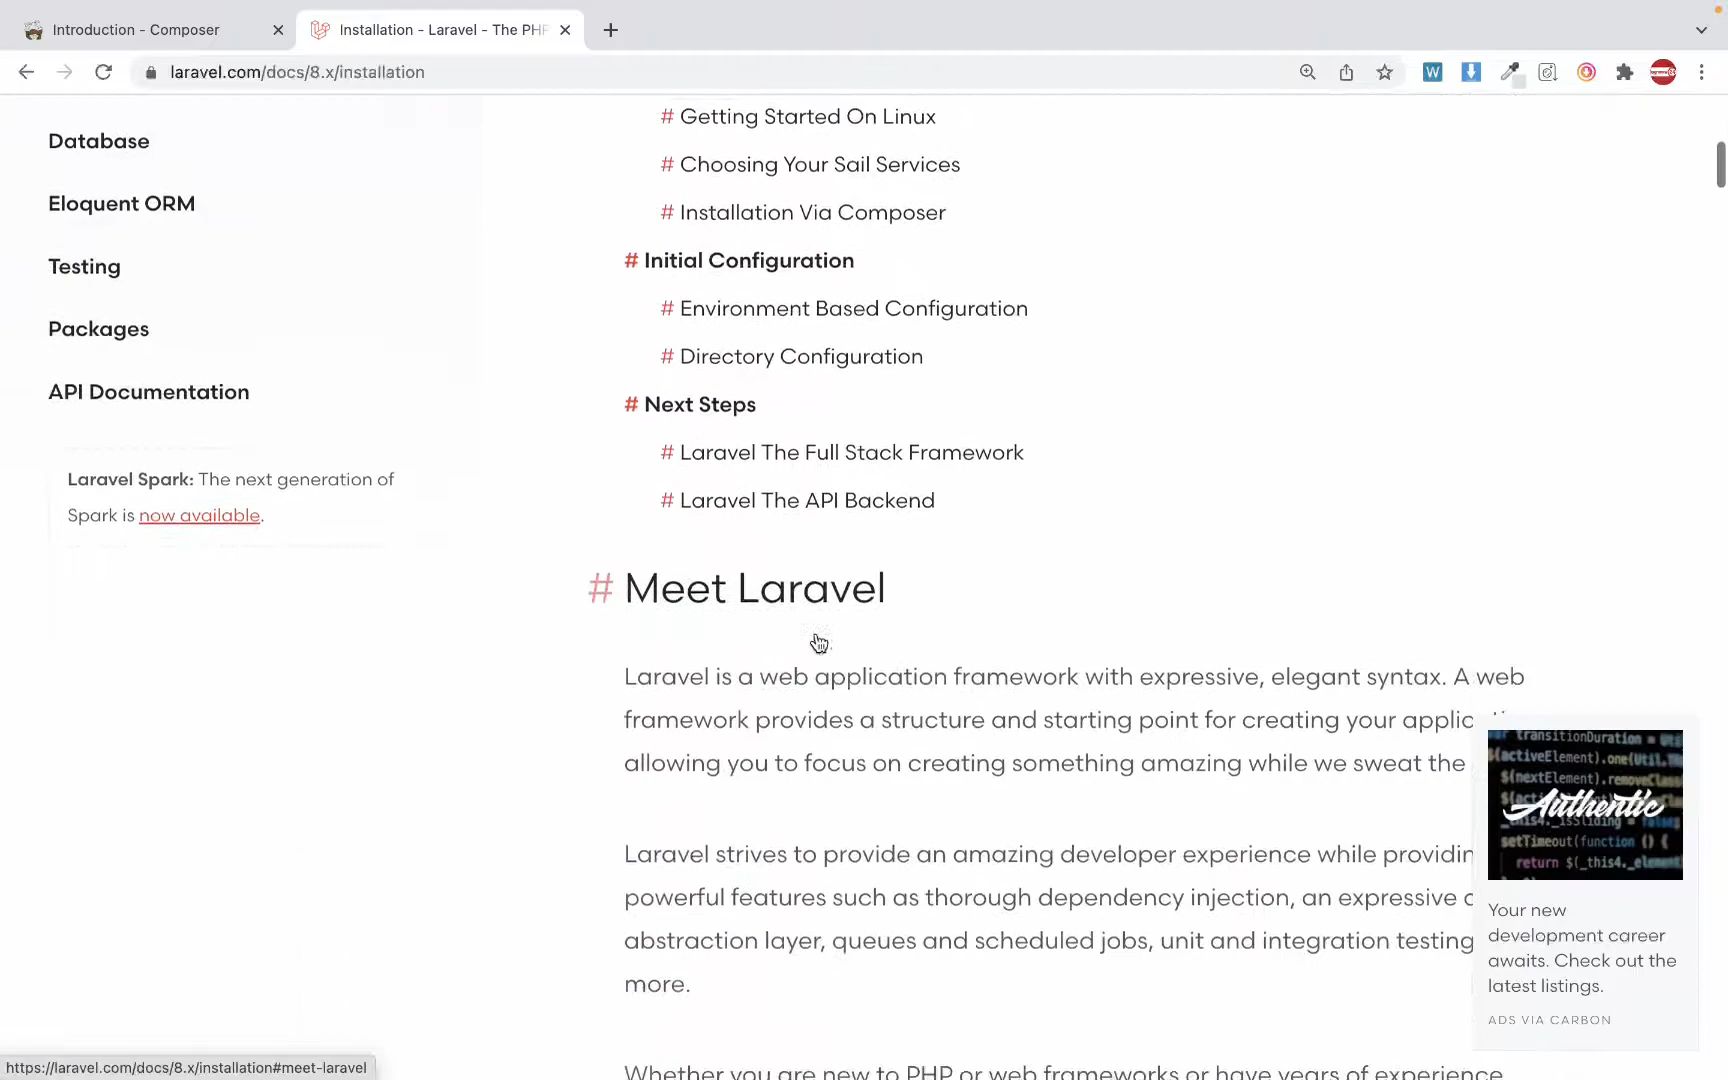 Introduction - Composer
Installation - Laravel - The PHP
laravel.com/docs/8.x/installation
Database
Eloquent ORM
Testing
Packages
API Documentation
Laravel Spark: The next generation of
Spark is now available.
# Getting Started On Linux
# Choosing Your Sail Services
# Installation Via Composer
# Initial Configuration
# Environment Based Configuration
# Directory Configuration
# Next Steps
# Laravel The Full Stack Framework
# Laravel The API Backend
# Meet Laravel
Laravel is a web application framework with expressive, elegant syntax. A web
framework provides a structure and starting point for creating your applic
allowing you to focus on creating something amazing while we sweat the
Laravel strives to provide an amazing developer experience while providin
powerful features such as thorough dependency injection, an expressive
abstraction layer, queues and scheduled jobs, unit and integration testing
more.
Whether you are new to PHP or web frameworks or have years of experience
transitionDuration =
$(activeElement).one(Util.
$(nextElement).removeClass
Authentic
setTimeout(function () {
return $(_this4._element
Your new
development career
awaits. Check out the
latest listings.
ADS VIA CARBON
https://laravel.com/docs/8.x/installation#meet-laravel